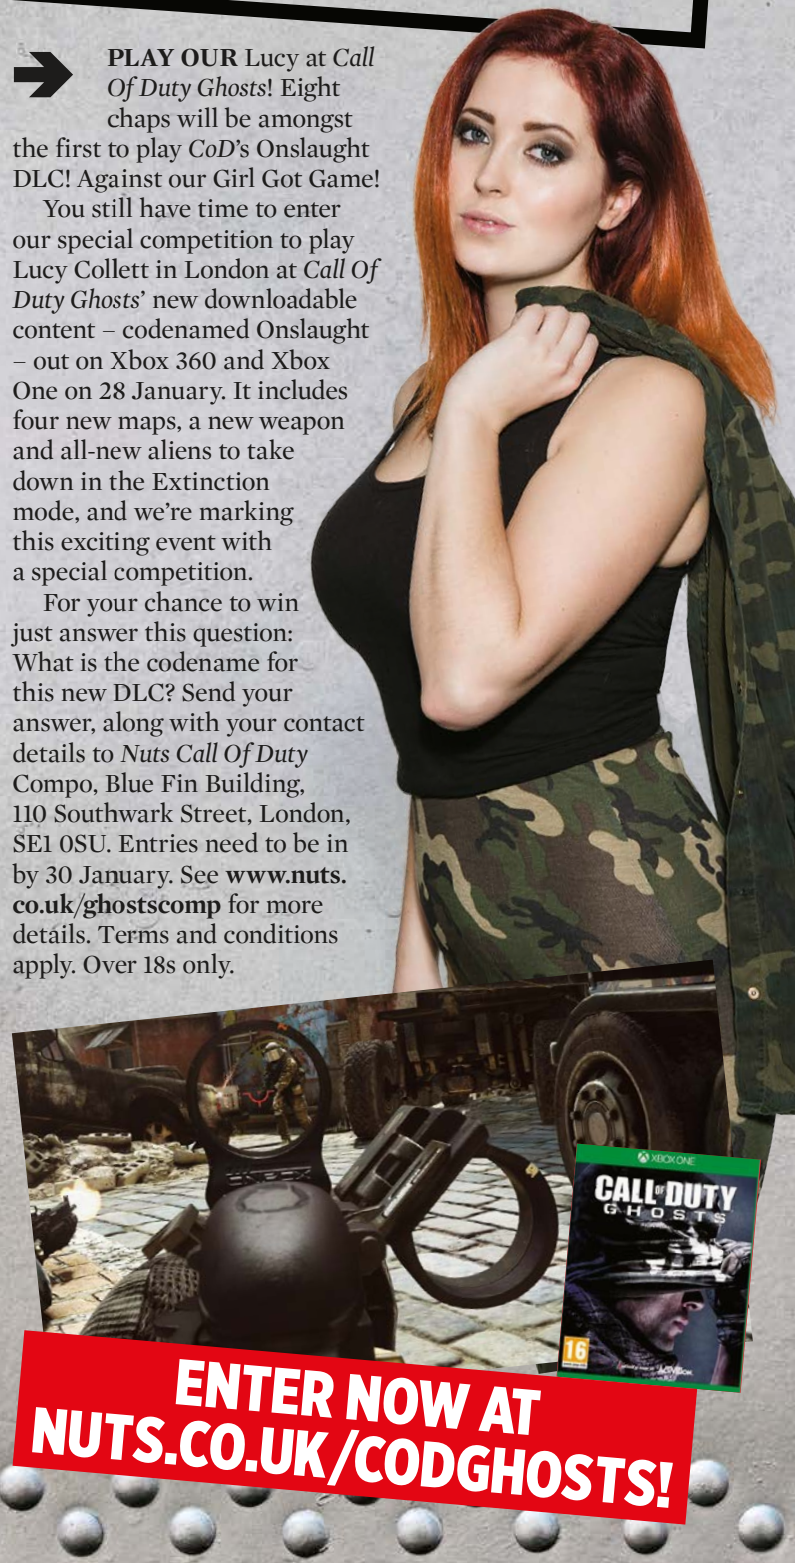 PLAY OUR Lucy at Call
Of Duty Ghosts! Eight
chaps will be amongst
the first to play CoD's Onslaught
DLC! Against our Girl Got Game!
You still have time to enter
our special competition to play
Lucy Collett in London at Call Of
Duty Ghosts' new downloadable
content – codenamed Onslaught
– out on Xbox 360 and Xbox
One on 28 January. It includes
four new maps, a new weapon
and all-new aliens to take
down in the Extinction
mode, and we're marking
this exciting event with
a special competition.
For your chance to win
just answer this question:
What is the codename for
this new DLC? Send your
answer, along with your contact
details to Nuts Call Of Duty
Compo, Blue Fin Building,
110 Southwark Street, London,
SE1 0SU. Entries need to be in
by 30 January. See www.nuts.
co.uk/ghostscomp for more
details. Terms and conditions
apply. Over 18s only.
XBOX ONE
CALL OF DUTY
GHOSTS
16
ACTIVISION
ENTER NOW AT
NUTS.CO.UK/CODGHOSTS!